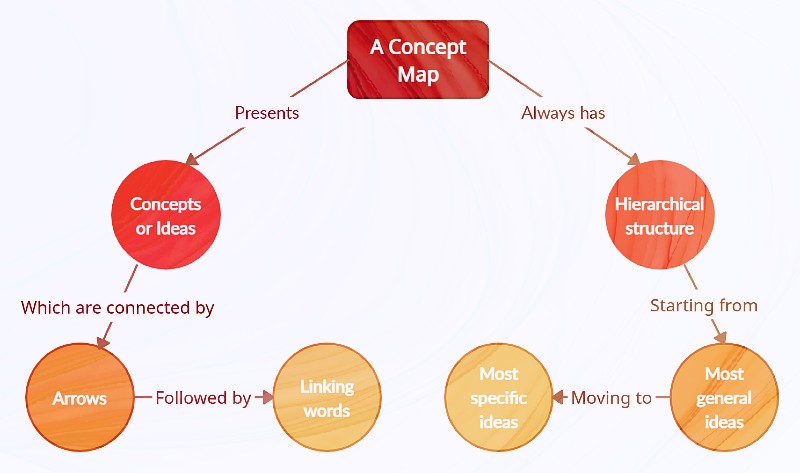 A Concept
Map
Presents
Always has
Concepts
or Ideas
Hierarchical
structure
Which are connected by
Starting from
Arrows
Followed by
Linking
words
Most
specific
ideas
Moving to
Most
general
ideas